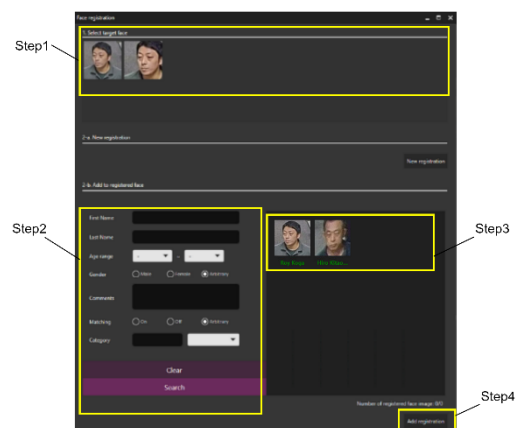 Face registration
1. Select target face
Step1
2-a. New registration
New registration
2-b. Add to registered face
First Name
Last Name
Age range
-
~
-
Gender
Male
Female
Arbitrary
Comments
Matching
On
Off
Arbitrary
Category
Clear
Search
Step2
Step3
Number of registered face image: 0/0
Step4
Add registration